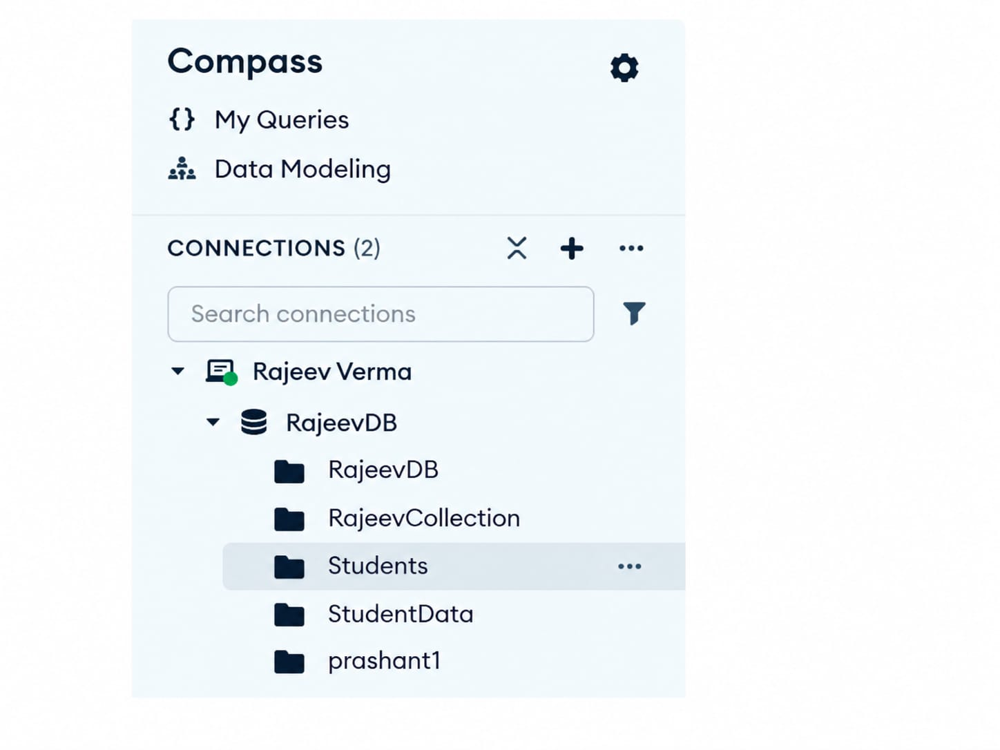 Compass
My Queries
Data Modeling
CONNECTIONS (2)
Search connections
Rajeev Verma
RajeevDB
RajeevDB
RajeevCollection
Students
StudentData
prashant1